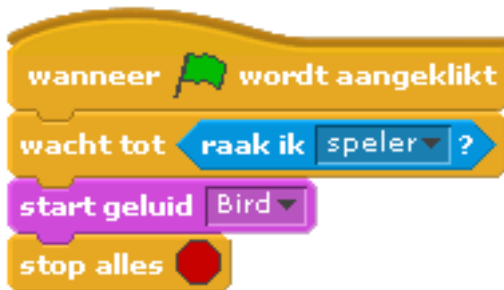 wanneer wordt aangeklikt
wacht tot raak ik speler ?
start geluid Bird
stop alles